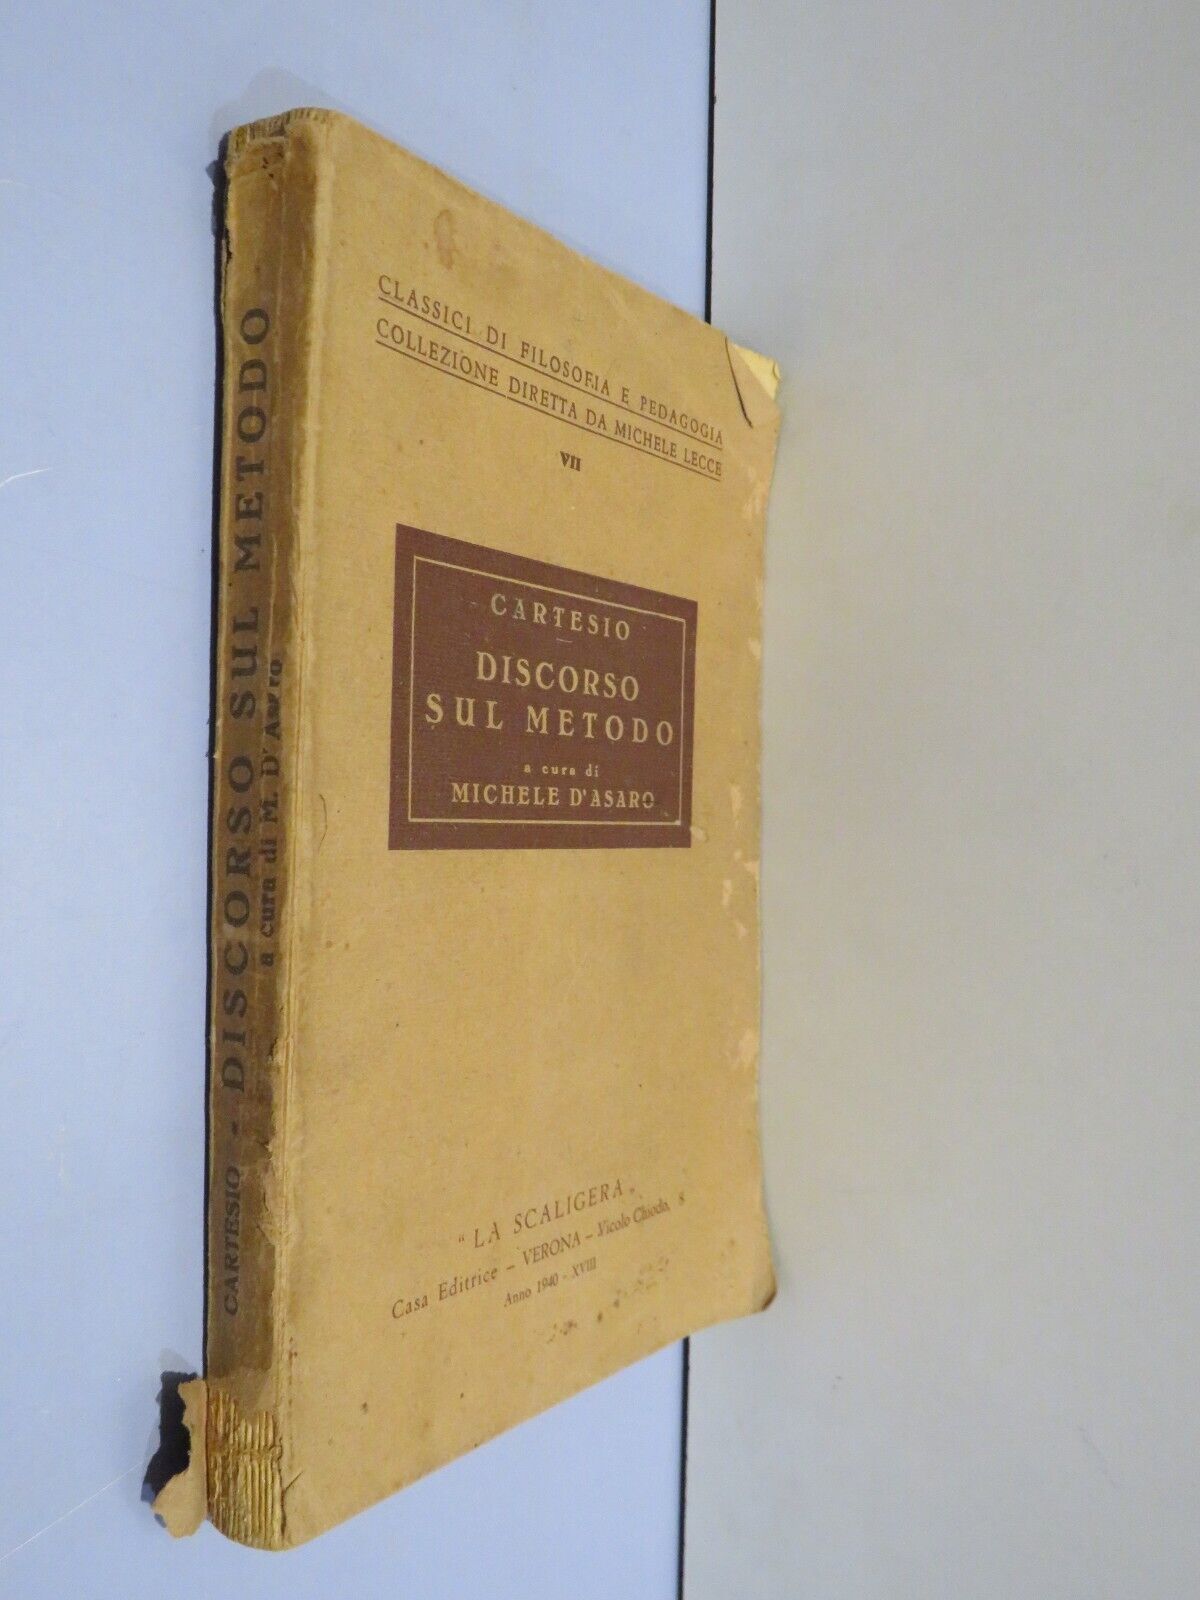 CLASSICI DI FILOSOFIA E PEDAGOGIA
COLLEZIONE DIRETTA DA MICHELE LECCE
VII
CARTESIO
DISCORSO
SUL METODO
a cura di
MICHELE D'ASARO
"LA SCALIGERA"
Casa Editrice - VERONA - Vicolo Chiodo, 8
Anno 1940 - XVIII
CARTESIO - DISCORSO SUL METODO
a cura di M. D'ASARO